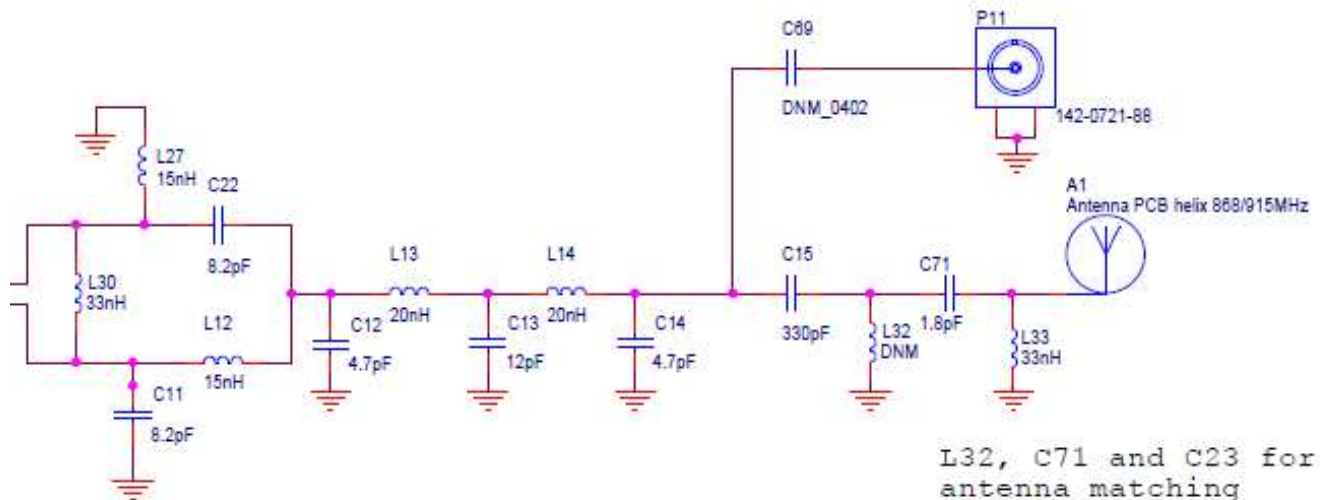 P11
C69
DNM_0402
142-0721-88
L27
15nH
C22
8.2pF
A1
Antenna PCB helix 868/915MHz
L30
33nH
L13
20nH
L14
20nH
C15
330pF
C71
1.8pF
L12
15nH
C12
4.7pF
C13
12pF
C14
4.7pF
L32
DNM
L33
33nH
C11
8.2pF
L32, C71 and C23 for
antenna matching